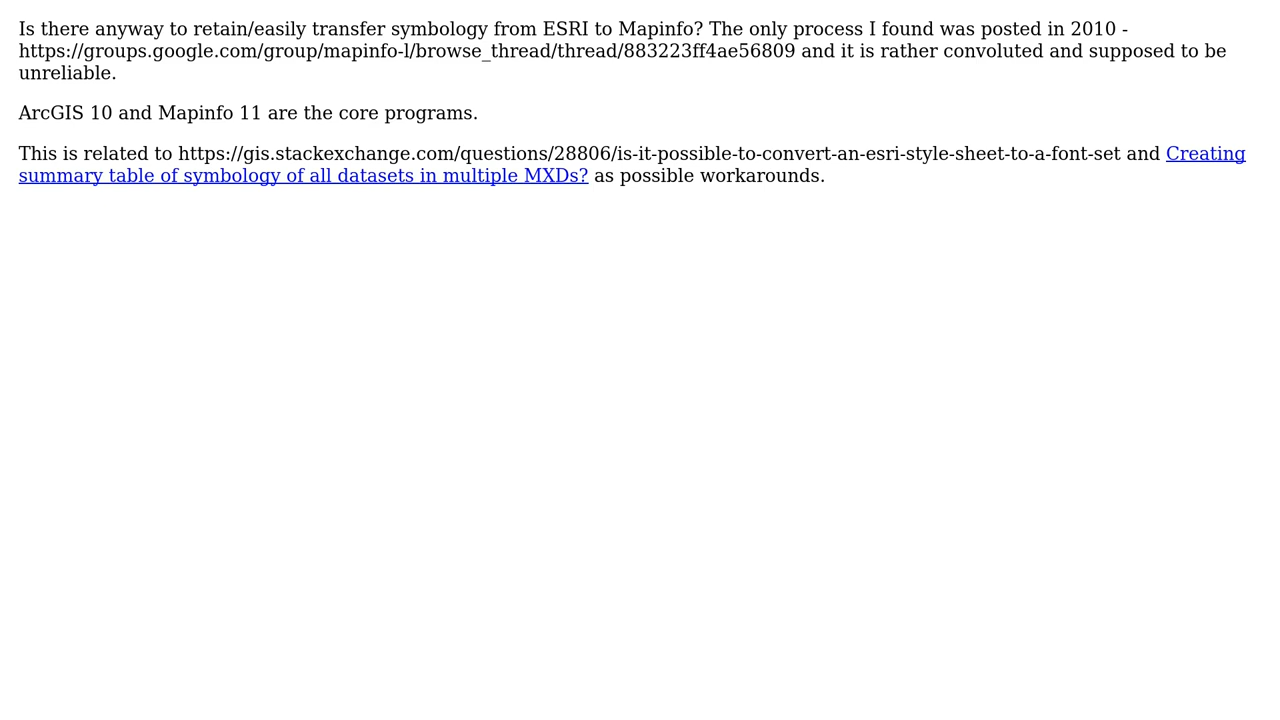 Is there anyway to retain/easily transfer symbology from ESRI to Mapinfo? The only process I found was posted in 2010 -
https://groups.google.com/group/mapinfo-l/browse_thread/thread/883223ff4ae56809 and it is rather convoluted and supposed to be
unreliable.
ArcGIS 10 and Mapinfo 11 are the core programs.
This is related to https://gis.stackexchange.com/questions/28806/is-it-possible-to-convert-an-esri-style-sheet-to-a-font-set and Creating
summary table of symbology of all datasets in multiple MXDs? as possible workarounds.